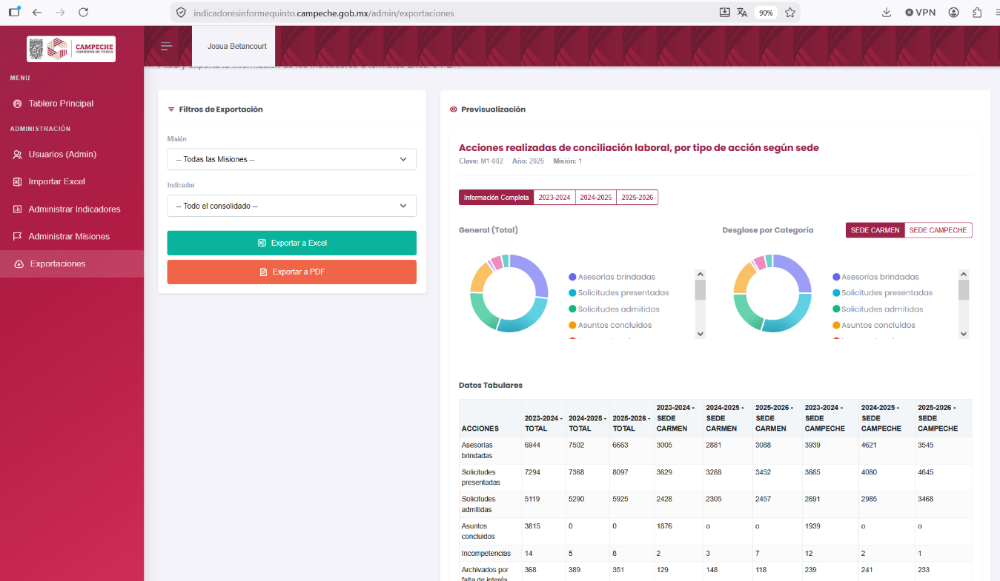 indicadoresinformequinto.campeche.gob.mx/admin/exportaciones
90%
VPN
CAMPECHE
GOBIERNO DE TODOS
Josua Betancourt
MENU
Tablero Principal
ADMINISTRACIÓN
Usuarios (Admin)
Importar Excel
Administrar Indicadores
Administrar Misiones
Exportaciones
Filtros de Exportación
Misión
-- Todas las Misiones --
Indicador
-- Todo el consolidado --
Exportar a Excel
Exportar a PDF
Previsualización
Acciones realizadas de conciliación laboral, por tipo de acción según sede
Clave: M1-002 Año: 2025 Misión: 1
Información Completa 2023-2024 2024-2025 2025-2026
General (Total)
Asesorías brindadas
Solicitudes presentadas
Solicitudes admitidas
Asuntos concluidos
Desglose por Categoría
SEDE CARMEN SEDE CAMPECHE
Asesorías brindadas
Solicitudes presentadas
Solicitudes admitidas
Asuntos concluidos
Datos Tabulares
ACCIONES 2023-2024 - TOTAL 2024-2025 - TOTAL 2025-2026 - TOTAL 2023-2024 - SEDE CARMEN 2024-2025 - SEDE CARMEN 2025-2026 - SEDE CARMEN 2023-2024 - SEDE CAMPECHE 2024-2025 - SEDE CAMPECHE 2025-2026 - SEDE CAMPECHE
Asesorías brindadas 6944 7502 6663 3005 2881 3088 3939 4621 3545
Solicitudes presentadas 7294 7368 8097 3629 3288 3452 3665 4080 4645
Solicitudes admitidas 5119 5290 5925 2428 2305 2457 2691 2985 3468
Asuntos concluidos 3815 0 0 1876 o o 1939 o o
Incompetencias 14 5 8 2 3 7 12 2 1
Archivados por falta de interés 368 389 351 129 148 118 239 241 233